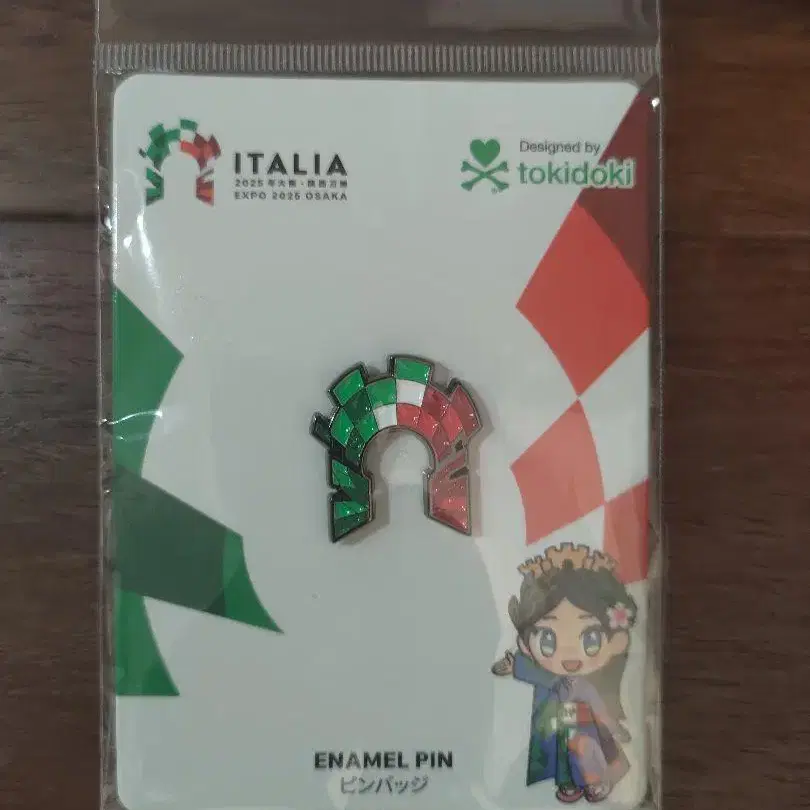 ITALIA
2025年大阪・関西万博
EXPO 2025 OSAKA
Designed by
tokidoki
ENAMEL PIN
ピンバッジ